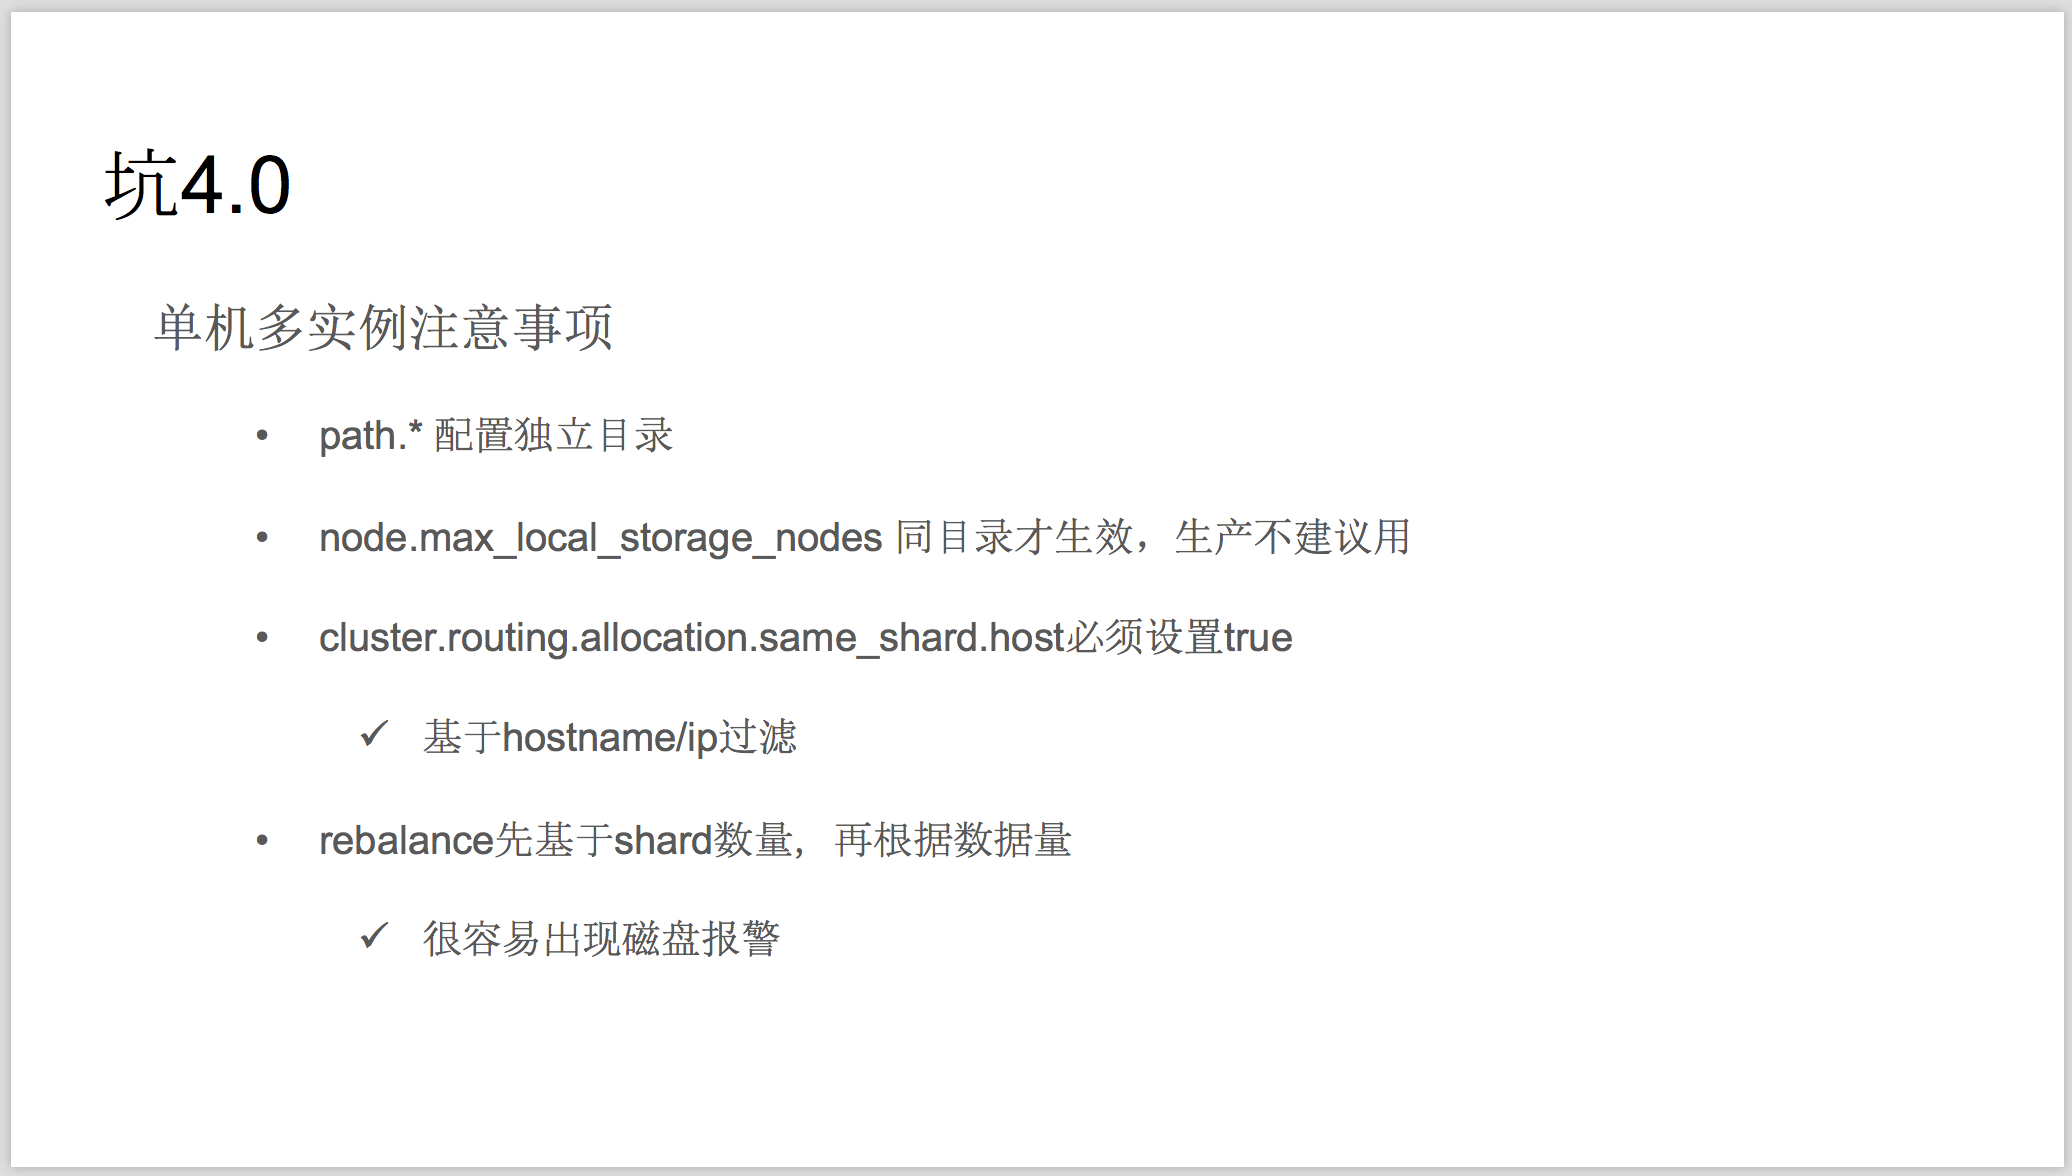 坑4.0
单机多实例注意事项
• path.* 配置独立目录
• node.max_local_storage_nodes 同目录才生效，生产不建议用
• cluster.routing.allocation.same_shard.host必须设置true
✓ 基于hostname/ip过滤
• rebalance先基于shard数量，再根据数据量
✓ 很容易出现磁盘报警